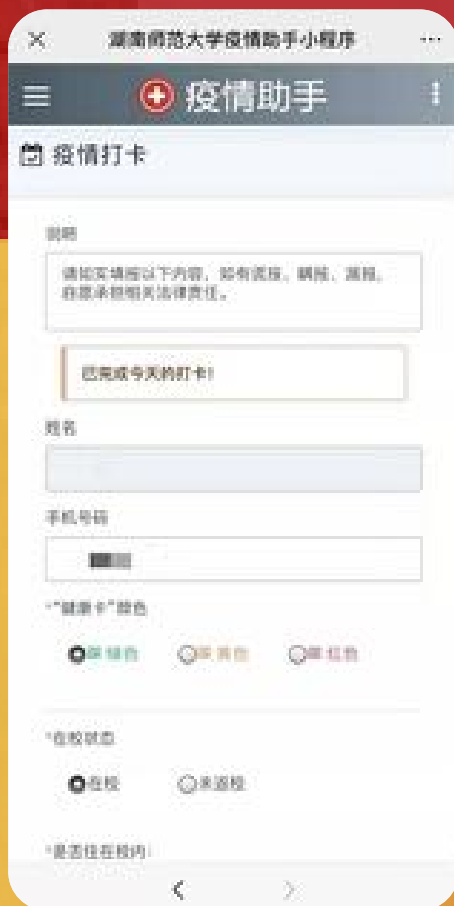 湖南师范大学疫情助手小程序
疫情助手
疫情打卡
说明
请如实填报以下内容，如有谎报、瞒报、漏报，
自愿承担相关法律责任。
已完成今天的打卡!
姓名
手机号码
*"健康卡"颜色
绿色 黄色 红色
*在校状态
在校 未返校
*是否住在校内: